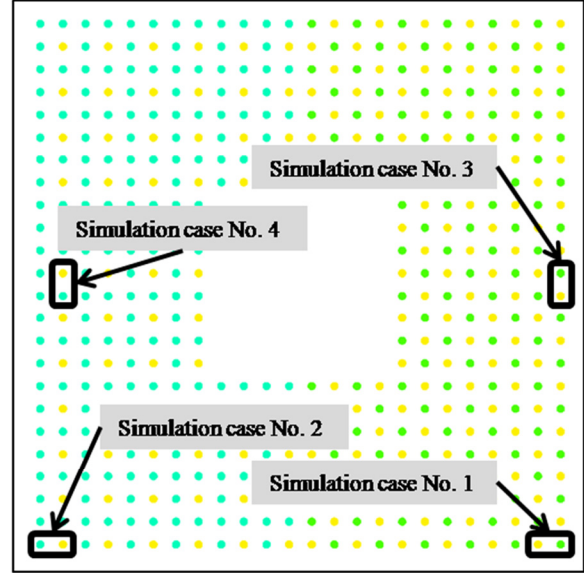 Simulation case No. 3
Simulation case No. 4
Simulation case No. 2
Simulation case No. 1